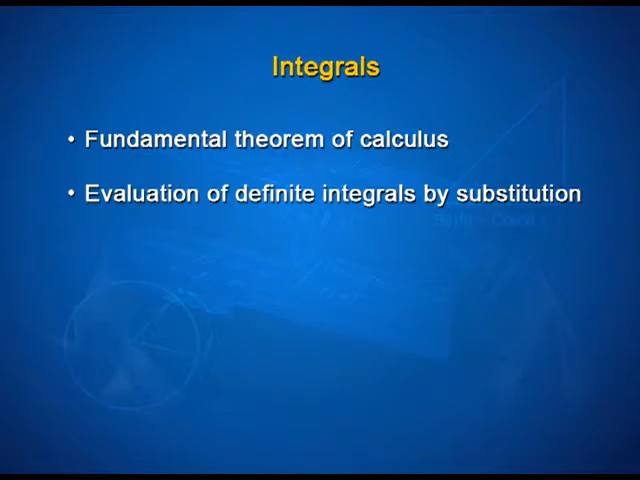 Integrals
• Fundamental theorem of calculus
• Evaluation of definite integrals by substitution